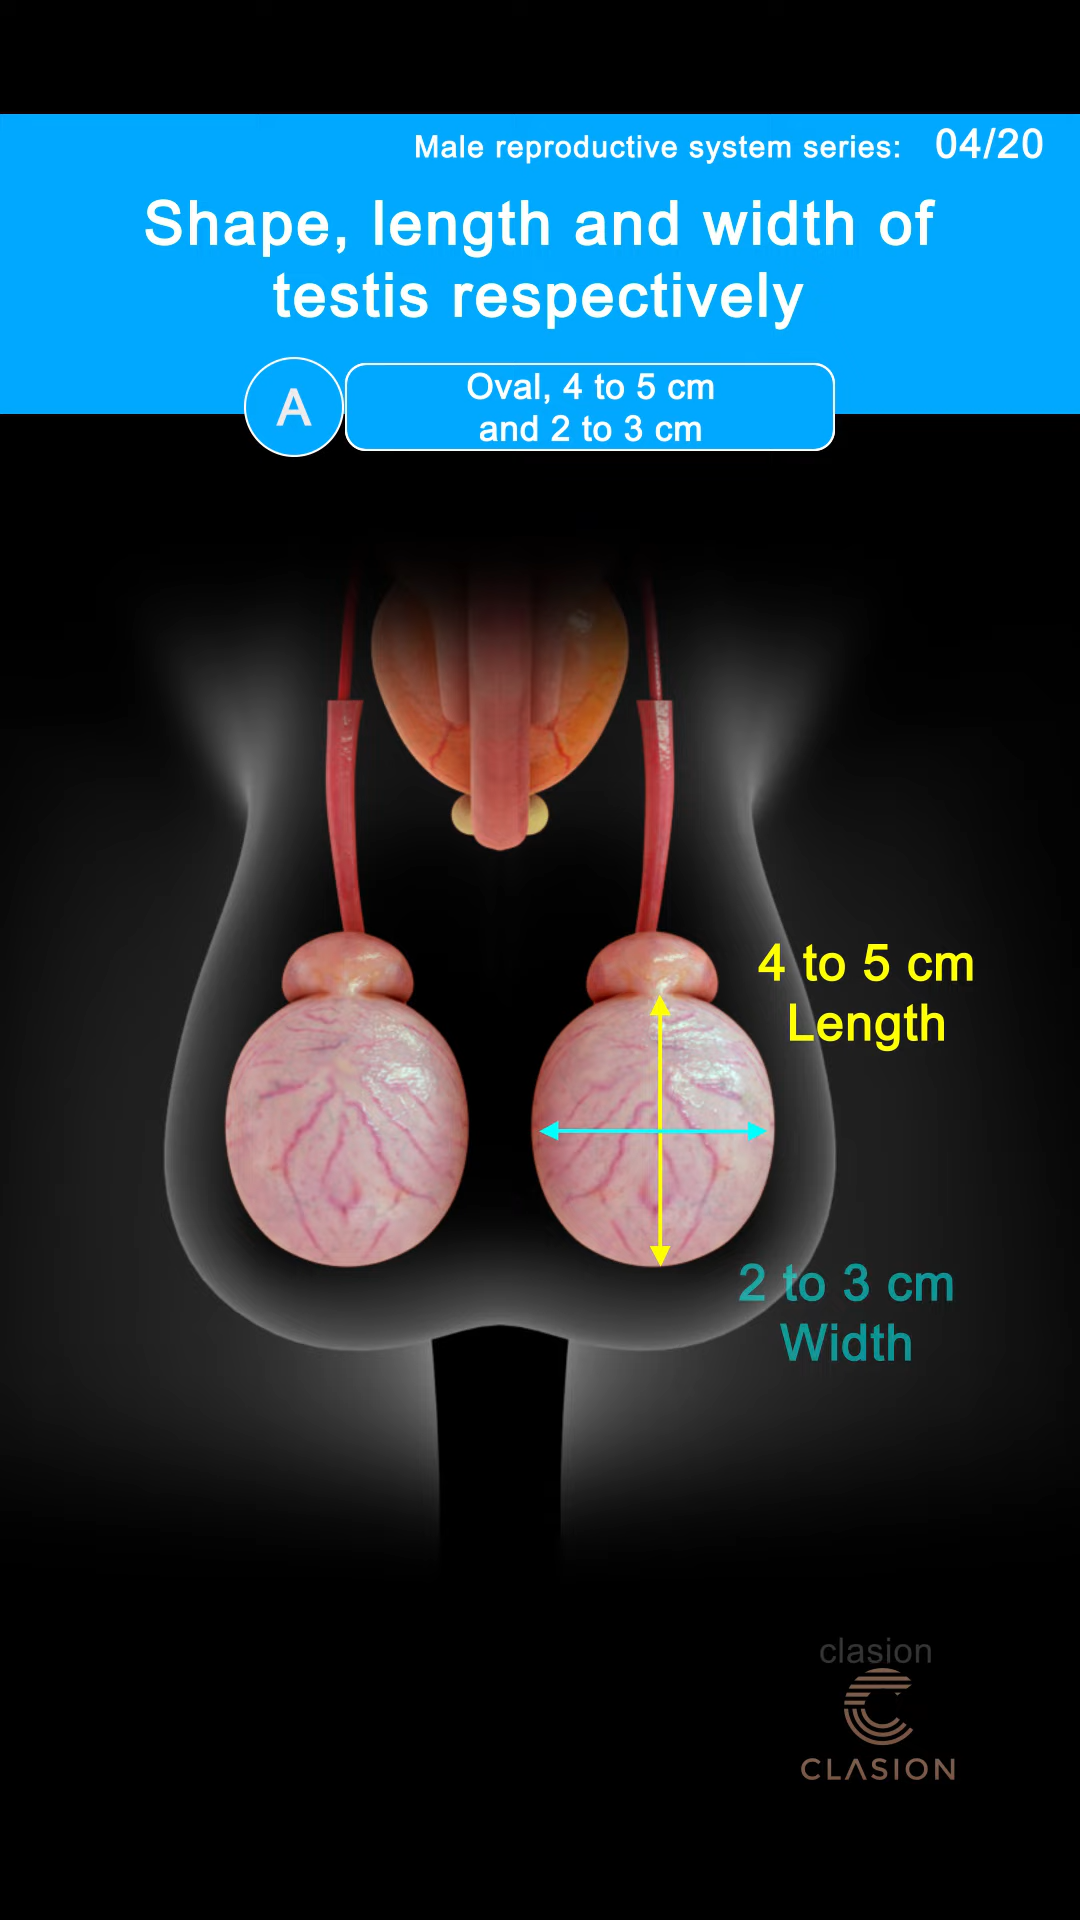 Male reproductive system series: 04/20
Shape, length and width of
testis respectively
A
Oval, 4 to 5 cm
and 2 to 3 cm
4 to 5 cm
Length
2 to 3 cm
Width
clasion
CLASION